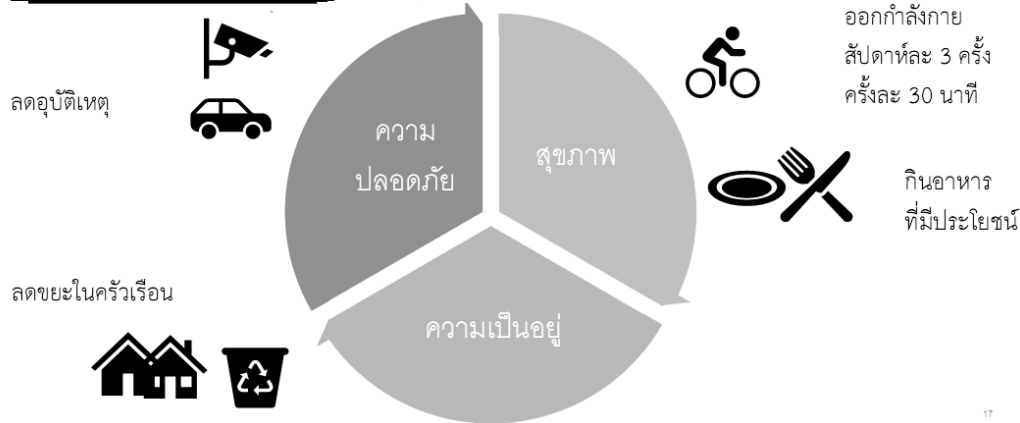 ออกกำลังกาย
สัปดาห์ละ 3 ครั้ง
ครั้งละ 30 นาที
ลดอุบัติเหตุ
ความ
ปลอดภัย
สุขภาพ
กินอาหาร
ที่มีประโยชน์
ลดขยะในครัวเรือน
ความเป็นอยู่
17